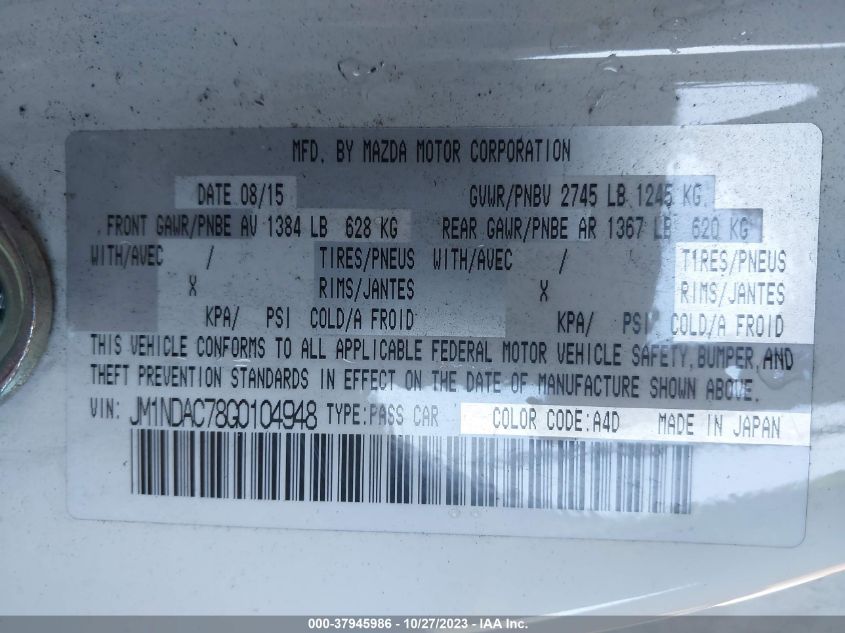 MFD. BY MAZDA MOTOR CORPORATION
DATE 08/15 GVWR/PNBV 2745 LB 1245 KG
FRONT GAWR/PNBE AV 1384 LB 628 KG REAR GAWR/PNBE AR 1367 LB 620 KG
WITH/AVEC / TIRES/PNEUS WITH/AVEC / TIRES/PNEUS
X RIMS/JANTES X RIMS/JANTES
KPA/ PSI COLD/A FROID KPA/ PSI COLD/A FROID
THIS VEHICLE CONFORMS TO ALL APPLICABLE FEDERAL MOTOR VEHICLE SAFETY, BUMPER, AND
THEFT PREVENTION STANDARDS IN EFFECT ON THE DATE OF MANUFACTURE SHOWN ABOVE.
VIN: JM1NDAC78G0104948 TYPE:PASS CAR COLOR CODE:A4D MADE IN JAPAN
000-37945986 - 10/27/2023 - IAA Inc.